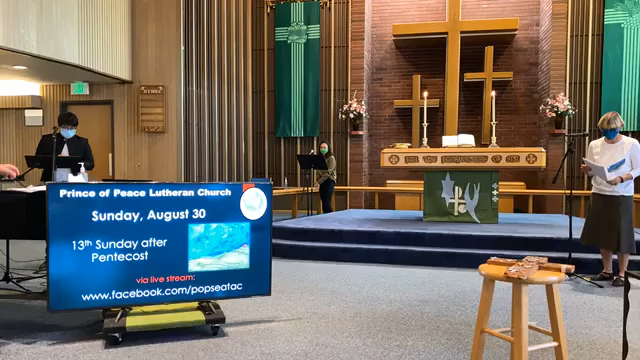 HYMNS
Prince of Peace Lutheran Church
Sunday, August 30
13th Sunday after
Pentecost
via live stream:
www.facebook.com/popseatac